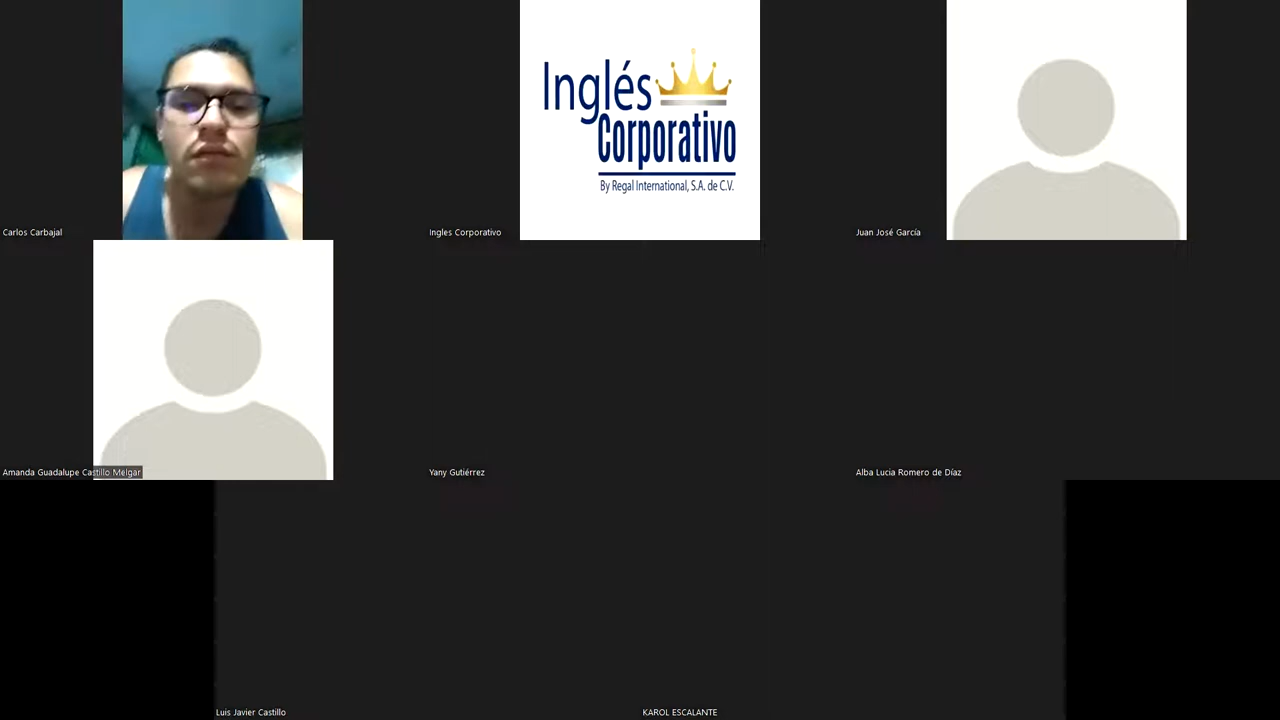 Inglés
Corporativo
By Regal International, S.A. de C.V.
Carlos Carbajal
Ingles Corporativo
Juan José García
Amanda Guadalupe Castillo Melgar
Yany Gutiérrez
Alba Lucia Romero de Díaz
Luis Javier Castillo
KAROL ESCALANTE